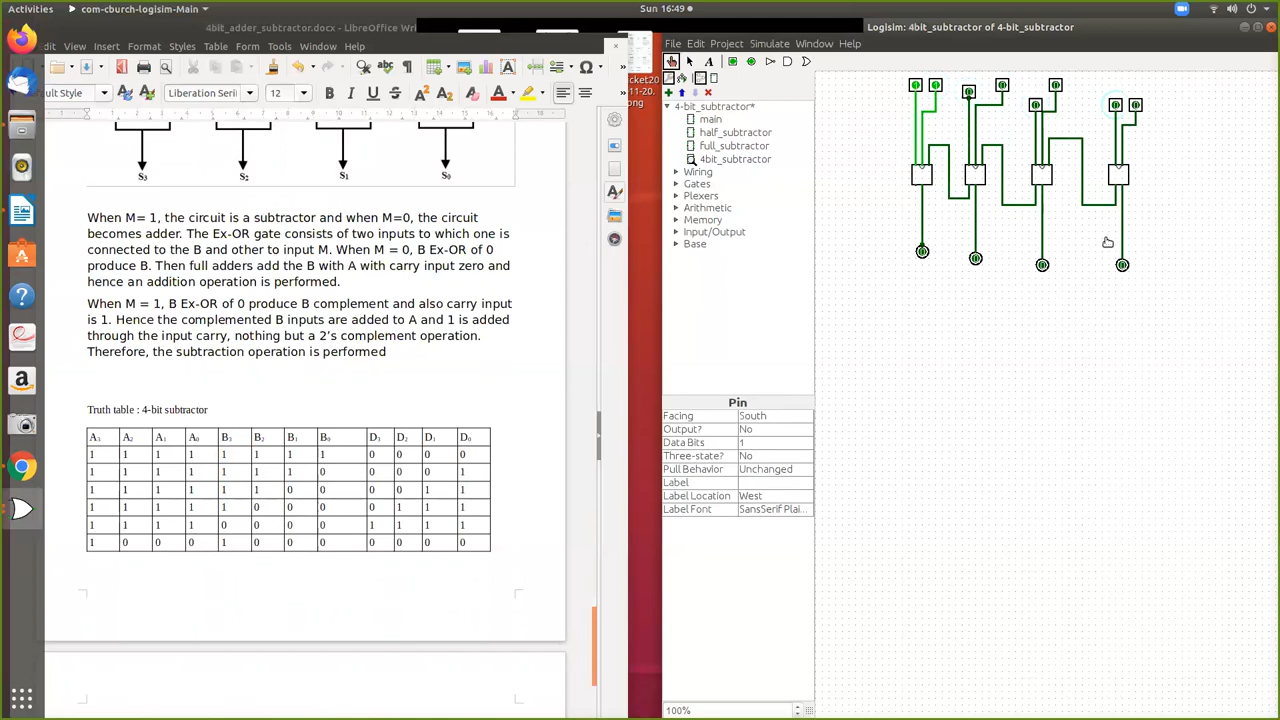 Activities
com-cburch-logisim-Main
Sun 16:49
4bit_adder_subtractor.docx - LibreOffice Wri
Logisim: 4bit_subtractor of 4-bit_subtractor
dit View Insert Format Styles Table Form Tools Window Help
ult Style
Liberation Seri
12
S3 S2 S1 S0
When M= 1, the circuit is a subtractor and when M=0, the circuit
becomes adder. The Ex-OR gate consists of two inputs to which one is
connected to the B and other to input M. When M = 0, B Ex-OR of 0
produce B. Then full adders add the B with A with carry input zero and
hence an addition operation is performed.
When M = 1, B Ex-OR of 0 produce B complement and also carry input
is 1. Hence the complemented B inputs are added to A and 1 is added
through the input carry, nothing but a 2's complement operation.
Therefore, the subtraction operation is performed
Truth table : 4-bit subtractor
A3 A2 A1 A0 B3 B2 B1 B0 D3 D2 D1 D0
1 1 1 1 1 1 1 1 0 0 0 0
1 1 1 1 1 1 1 0 0 0 0 1
1 1 1 1 1 1 0 0 0 0 1 1
1 1 1 1 1 0 0 0 0 1 1 1
1 1 1 1 0 0 0 0 1 1 1 1
1 0 0 0 1 0 0 0 0 0 0 0
cket20
11-20.
png
File Edit Project Simulate Window Help
4-bit_subtractor*
main
half_subtractor
full_subtractor
4bit_subtractor
Wiring
Gates
Plexers
Arithmetic
Memory
Input/Output
Base
Pin
Facing South
Output? No
Data Bits 1
Three-state? No
Pull Behavior Unchanged
Label
Label Location West
Label Font SansSerif Plai...
100%